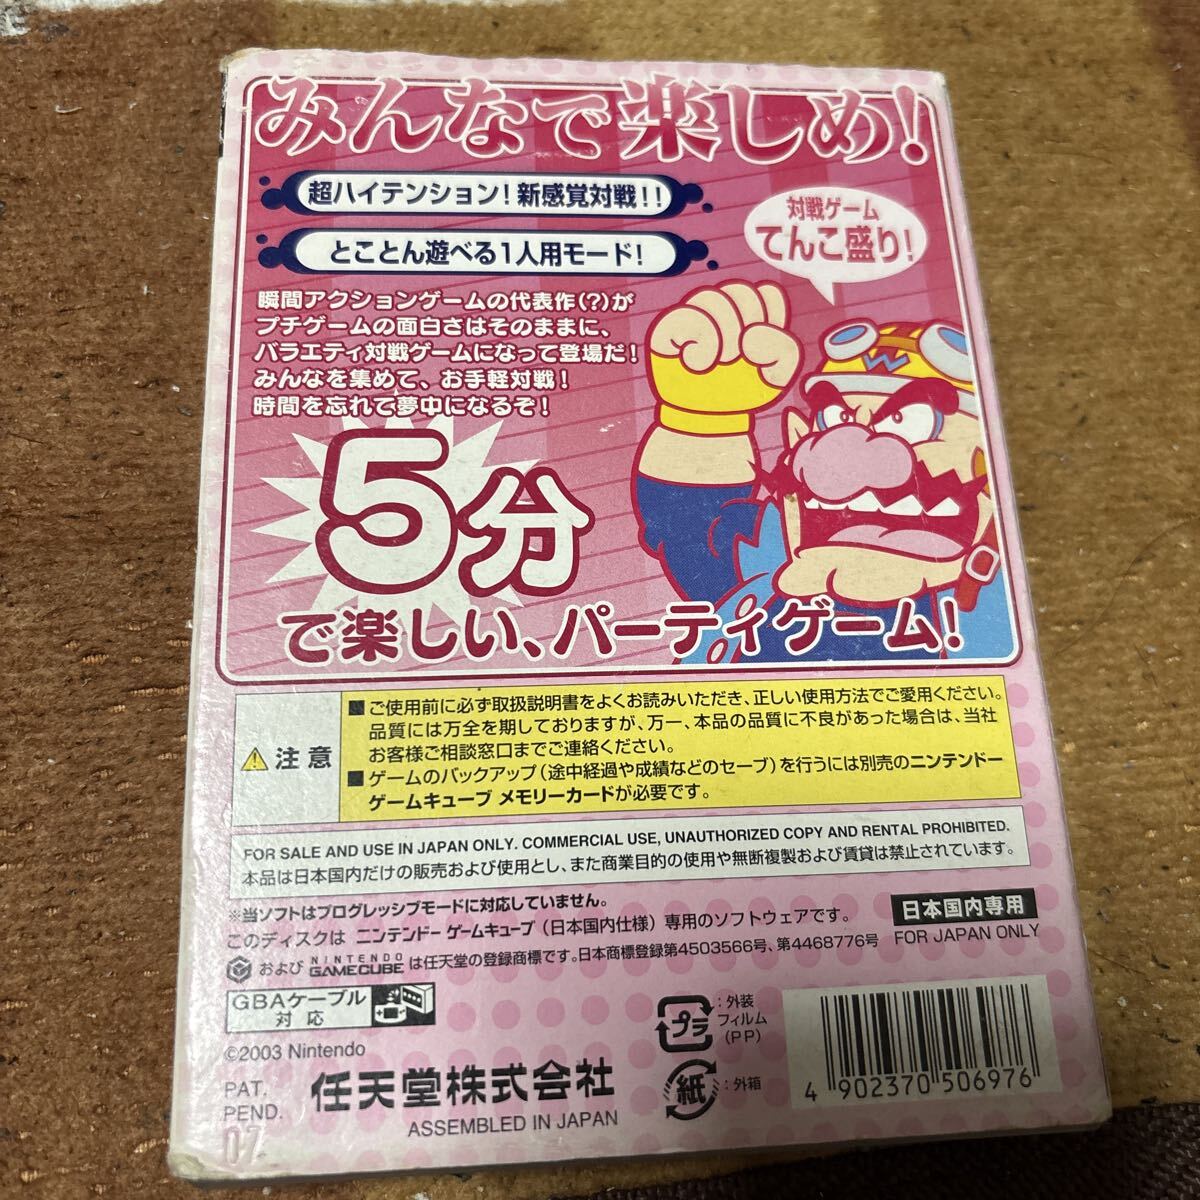 みんなで楽しめ!
超ハイテンション!新感覚対戦!!
とことん遊べる1人用モード!
対戦ゲーム
てんこ盛り!
瞬間アクションゲームの代表作(?)が
プチゲームの面白さはそのままに、
バラエティ対戦ゲームになって登場だ!
みんなを集めて、お手軽対戦!
時間を忘れて夢中になるぞ!
5分
で楽しい、パーティゲーム!
注意
■ご使用前に必ず取扱説明書をよくお読みいただき、正しい使用方法でご愛用ください。
品質には万全を期しておりますが、万一、本品の品質に不良があった場合は、当社
お客様ご相談窓口までご連絡ください。
■ゲームのバックアップ(途中経過や成績などのセーブ)を行うには別売のニンテンドー
ゲームキューブ メモリーカードが必要です。
FOR SALE AND USE IN JAPAN ONLY. COMMERCIAL USE, UNAUTHORIZED COPY AND RENTAL PROHIBITED.
本品は日本国内だけの販売および使用とし、また商業目的の使用や無断複製および賃貸は禁止されています。
※当ソフトはプログレッシブモードに対応していません。
このディスクは ニンテンドー ゲームキューブ(日本国内仕様)専用のソフトウェアです。
および NINTENDO GAMECUBE は任天堂の登録商標です。日本商標登録第4503566号、第4468776号
日本国内専用
FOR JAPAN ONLY
GBAケーブル
対応
©2003 Nintendo
PAT.
PEND.
任天堂株式会社
ASSEMBLED IN JAPAN
プラ
:外装
フィルム
(PP)
紙
:外箱
4 902370 506976
07